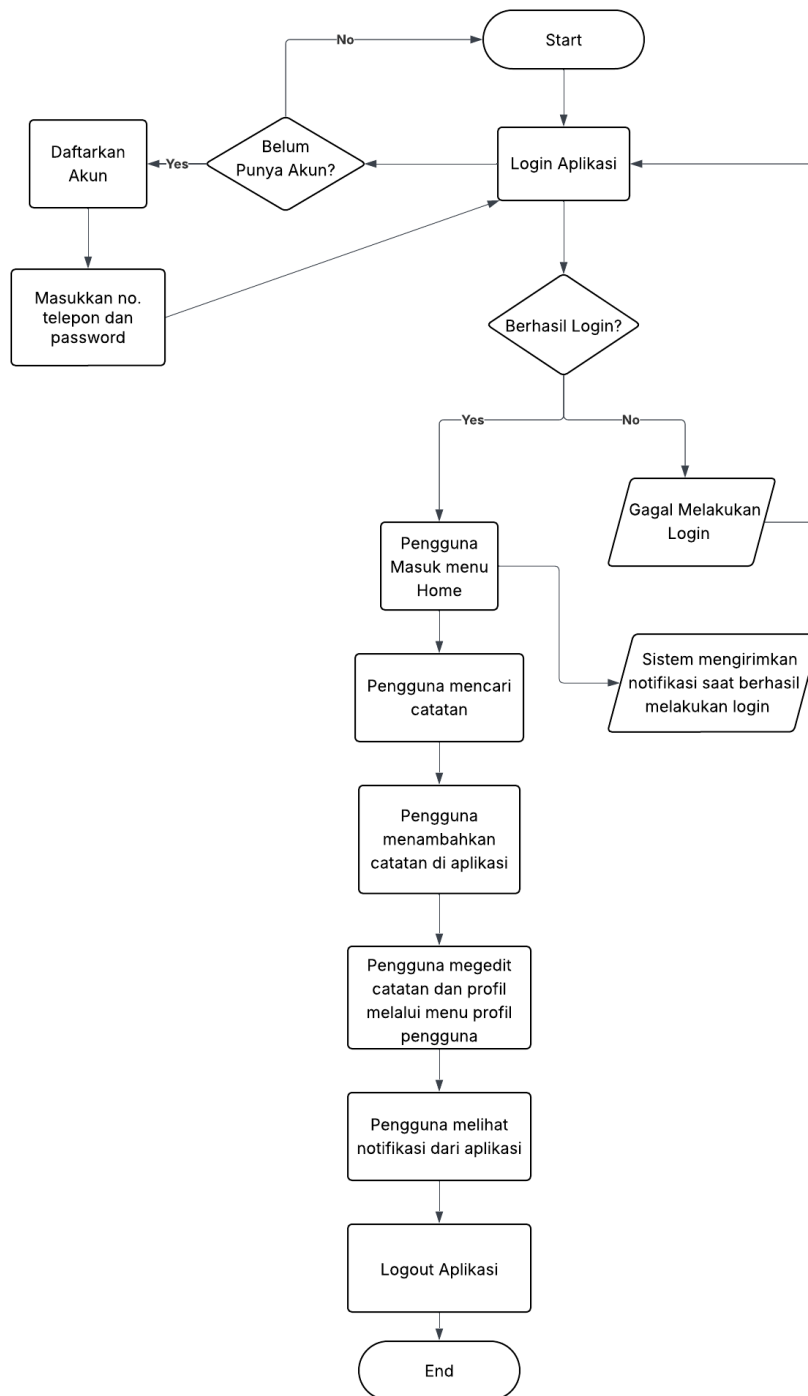 No
Start
Daftarkan
Akun
Yes
Belum
Punya Akun?
Login Aplikasi
Masukkan no.
telepon dan
password
Berhasil Login?
Yes
No
Gagal Melakukan
Login
Pengguna
Masuk menu
Home
Sistem mengirimkan
notifikasi saat berhasil
melakukan login
Pengguna mencari
catatan
Pengguna
menambahkan
catatan di aplikasi
Pengguna megedit
catatan dan profil
melalui menu profil
pengguna
Pengguna melihat
notifikasi dari aplikasi
Logout Aplikasi
End